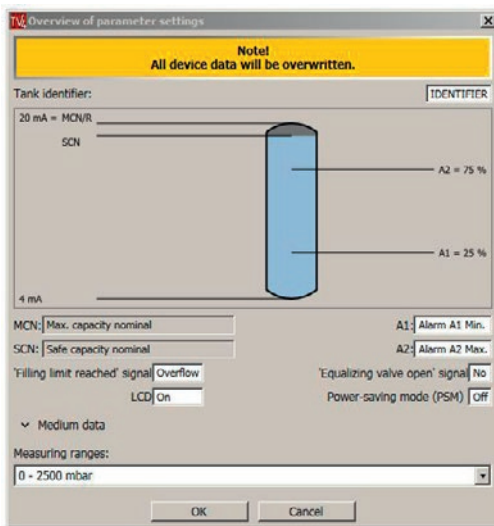 TVL Overview of parameter settings
Note!
All device data will be overwritten.
Tank identifier: IDENTIFIER
20 mA = MCN/R
SCN
A2 = 75 %
A1 = 25 %
4 mA
MCN: Max. capacity nominal A1: Alarm A1 Min.
SCN: Safe capacity nominal A2: Alarm A2 Max.
'Filling limit reached' signal Overflow 'Equalizing valve open' signal No
LCD On Power-saving mode (PSM) Off
Medium data
Measuring ranges:
0 - 2500 mbar
OK Cancel